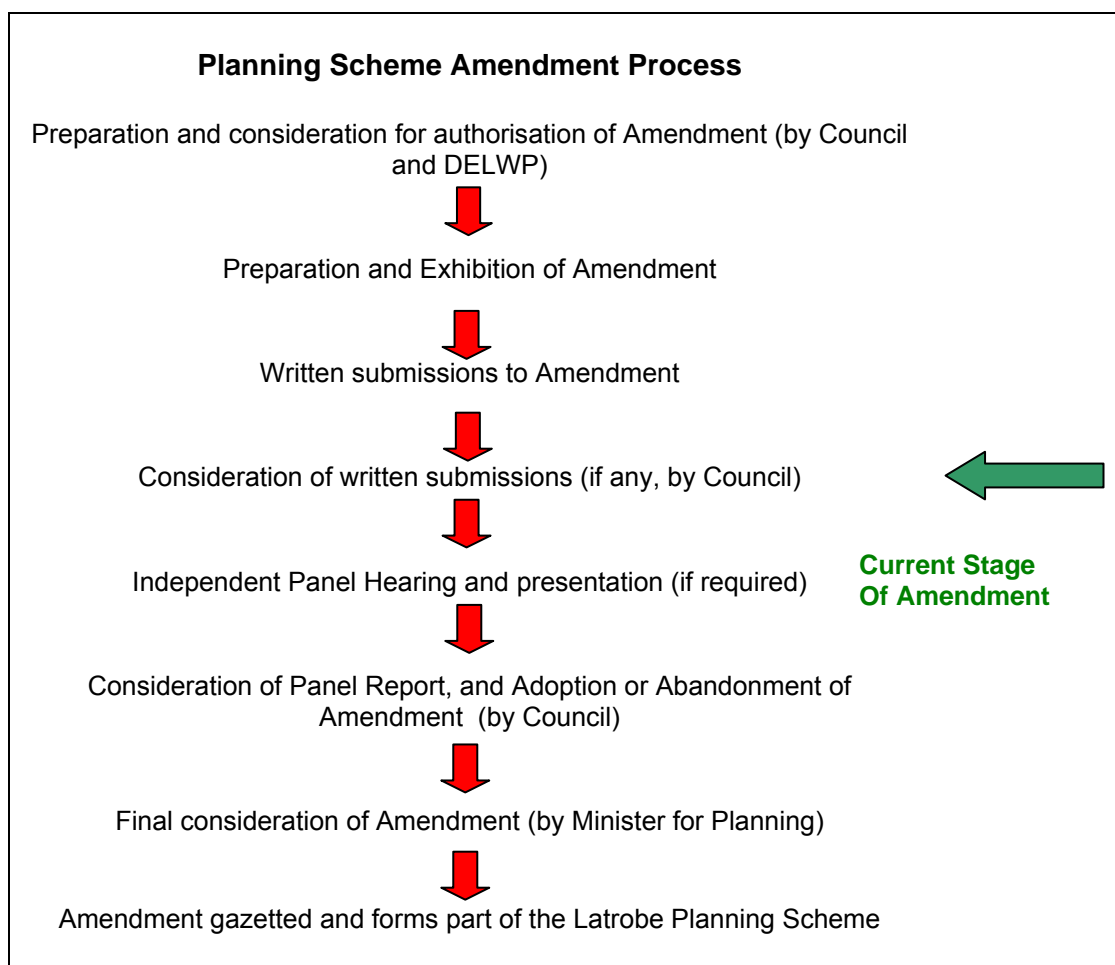 Planning Scheme Amendment Process
Preparation and consideration for authorisation of Amendment (by Council
and DELWP)
Preparation and Exhibition of Amendment
Written submissions to Amendment
Consideration of written submissions (if any, by Council)
Independent Panel Hearing and presentation (if required)
Current Stage
Of Amendment
Consideration of Panel Report, and Adoption or Abandonment of
Amendment  (by Council)
Final consideration of Amendment (by Minister for Planning)
Amendment gazetted and forms part of the Latrobe Planning Scheme